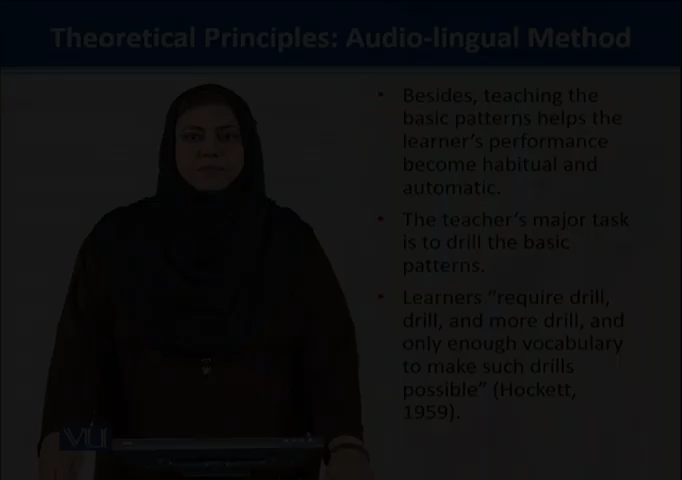 Theoretical Principles: Audio-lingual Method
• Besides, teaching the
basic patterns helps the
learner's performance
become habitual and
automatic.
• The teacher's major task
is to drill the basic
patterns.
• Learners "require drill,
drill, and more drill, and
only enough vocabulary
to make such drills
possible" (Hockett,
1959).
VU